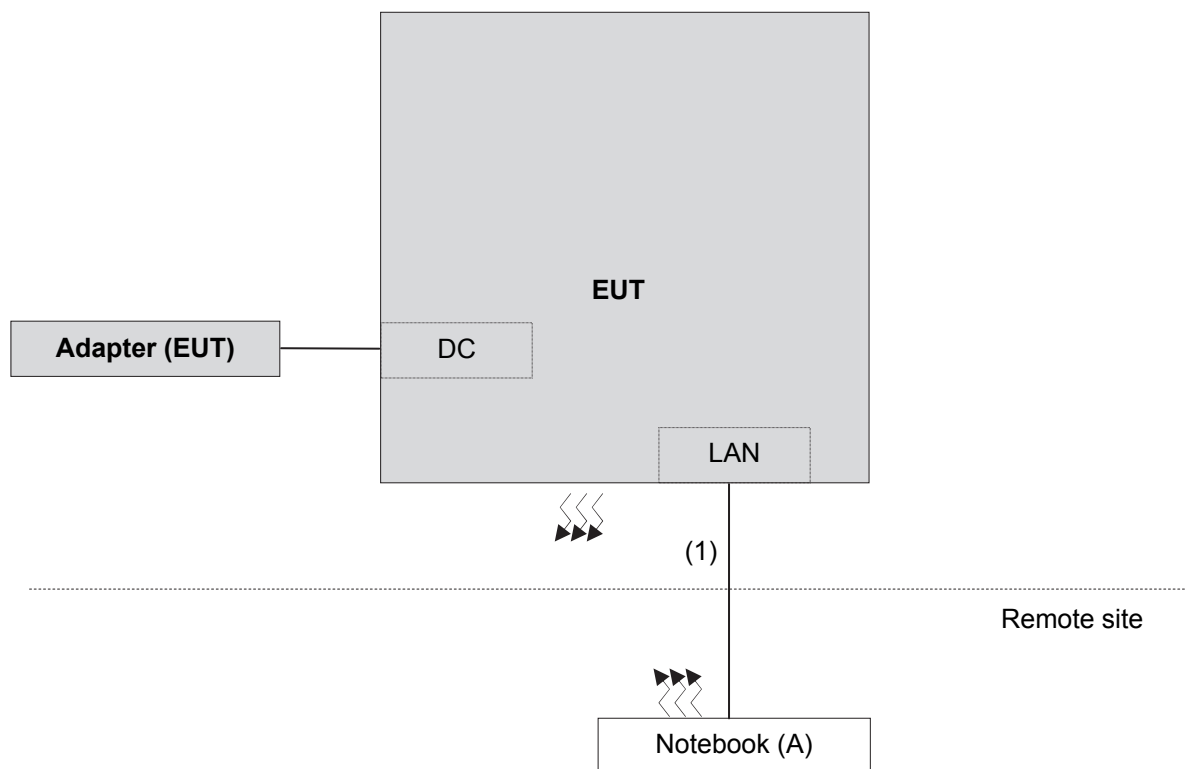 EUT
Adapter (EUT)
DC
LAN
(1)
Remote site
Notebook (A)